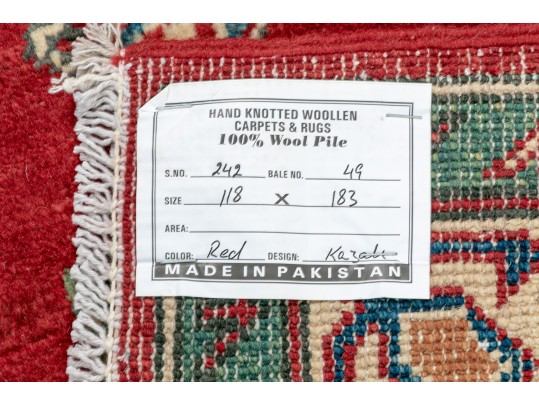 HAND KNOTTED WOOLLEN
CARPETS & RUGS
100% Wool Pile
S.NO. 242 BALE NO. 49
SIZE 118 X 183
AREA:
COLOR: Red DESIGN: Kazak
MADE IN PAKISTAN